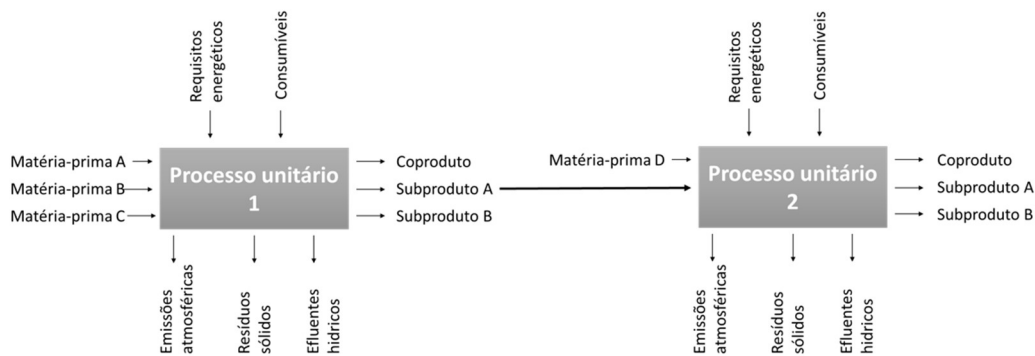 Requisitos
energéticos
Consumíveis
Matéria-prima A
Matéria-prima B
Matéria-prima C
Processo unitário
1
Coproduto
Subproduto A
Subproduto B
Emissões
atmosféricas
Resíduos
sólidos
Efluentes
hídricos
Requisitos
energéticos
Consumíveis
Matéria-prima D
Processo unitário
2
Coproduto
Subproduto A
Subproduto B
Emissões
atmosféricas
Resíduos
sólidos
Efluentes
hídricos